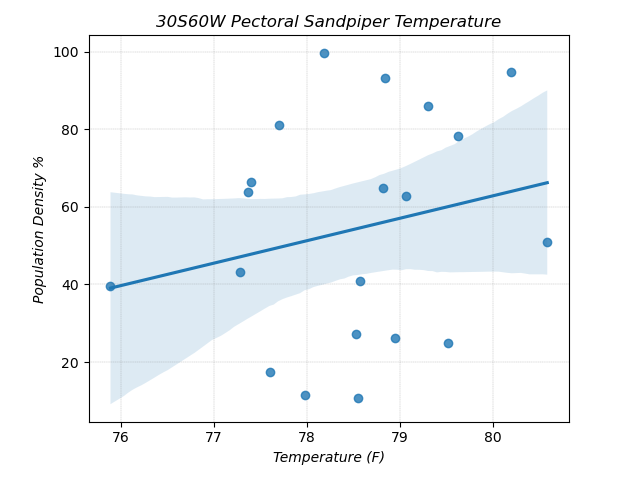 30S60W Pectoral Sandpiper Temperature
Population Density %
100
80
60
40
20
76 77 78 79 80
Temperature (F)